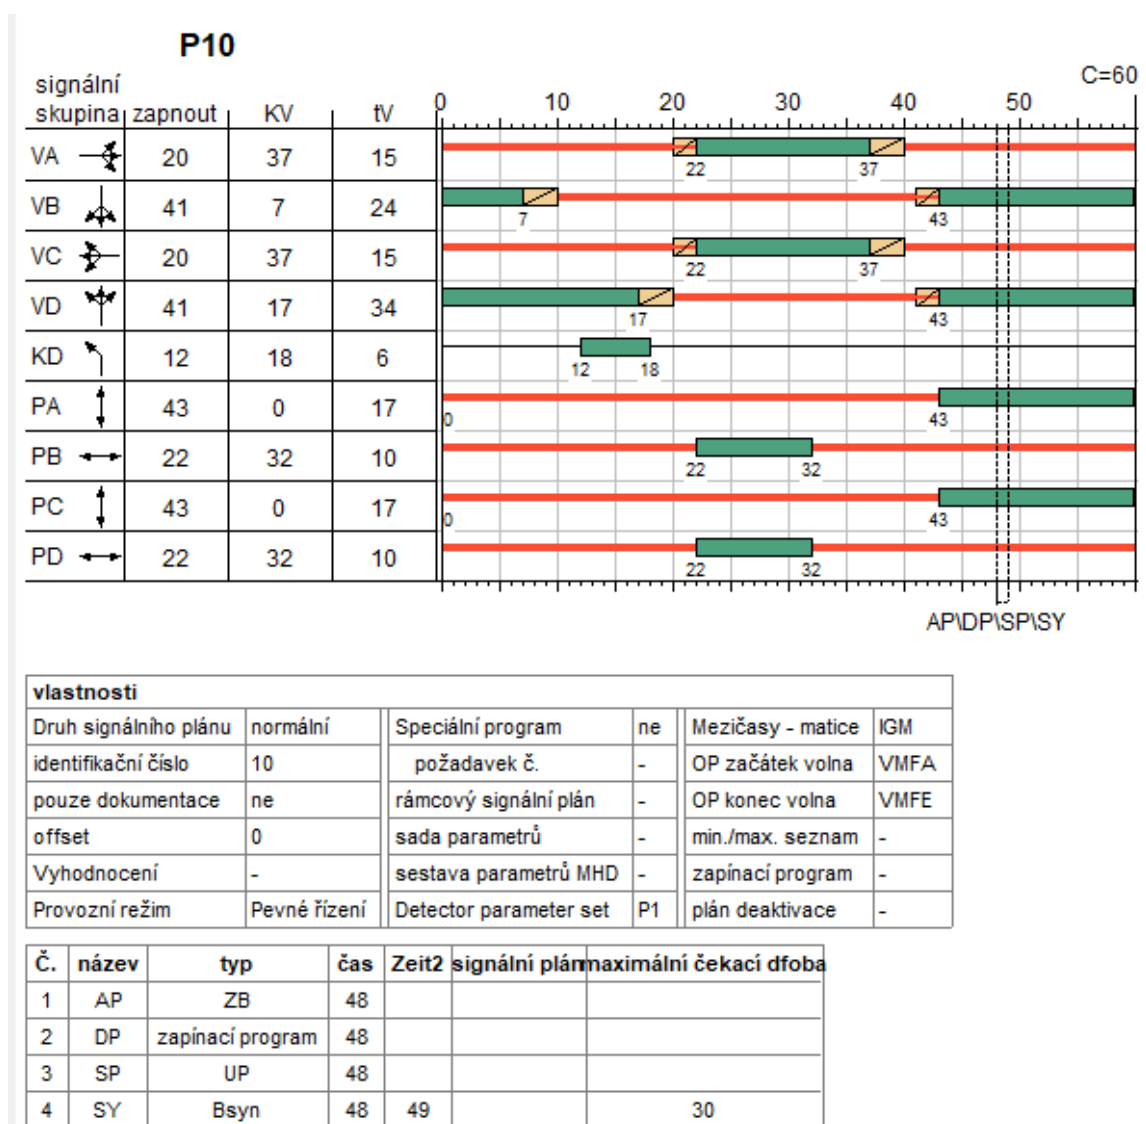 P10
C=60
signální
skupina zapnout KV tV
0 10 20 30 40 50
VA 20 37 15
22 37
VB 41 7 24
7 43
VC 20 37 15
22 37
VD 41 17 34
17 43
KD 12 18 6
12 18
PA 43 0 17
0 43
PB 22 32 10
22 32
PC 43 0 17
0 43
PD 22 32 10
22 32
AP\DP\SP\SY
vlastnosti
Druh signálního plánu normální Speciální program ne Mezičasy - matice IGM
identifikační číslo 10 požadavek č. - OP začátek volna VMFA
pouze dokumentace ne rámcový signální plán - OP konec volna VMFE
offset 0 sada parametrů - min./max. seznam -
Vyhodnocení - sestava parametrů MHD - zapínací program -
Provozní režim Pevné řízení Detector parameter set P1 plán deaktivace -
Č. název typ čas Zeit2 signální plán maximální čekací dfoba
1 AP ZB 48
2 DP zapínací program 48
3 SP UP 48
4 SY Bsyn 48 49 30